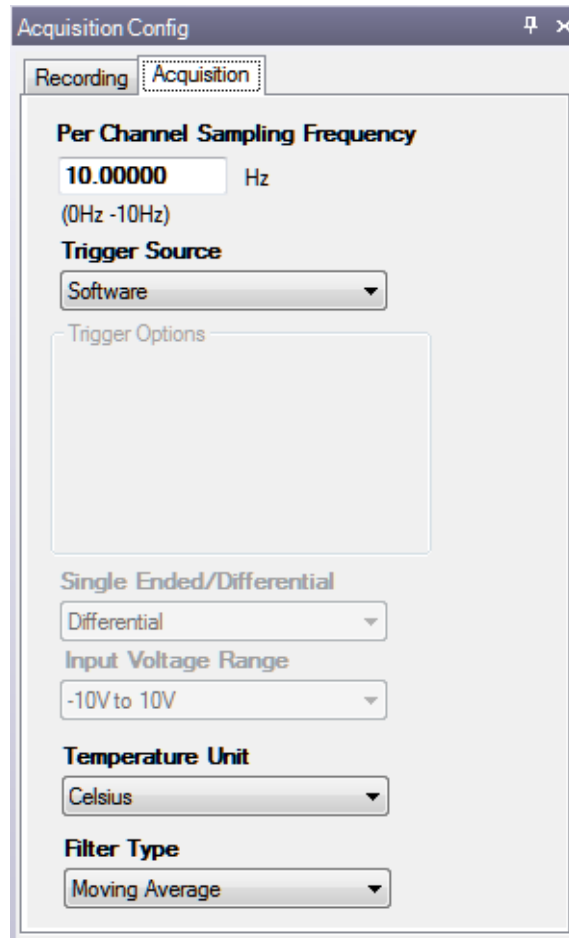 Acquisition Config
Recording Acquisition
Per Channel Sampling Frequency
10.00000 Hz
(0Hz -10Hz)
Trigger Source
Software
Trigger Options
Single Ended/Differential
Differential
Input Voltage Range
-10V to 10V
Temperature Unit
Celsius
Filter Type
Moving Average